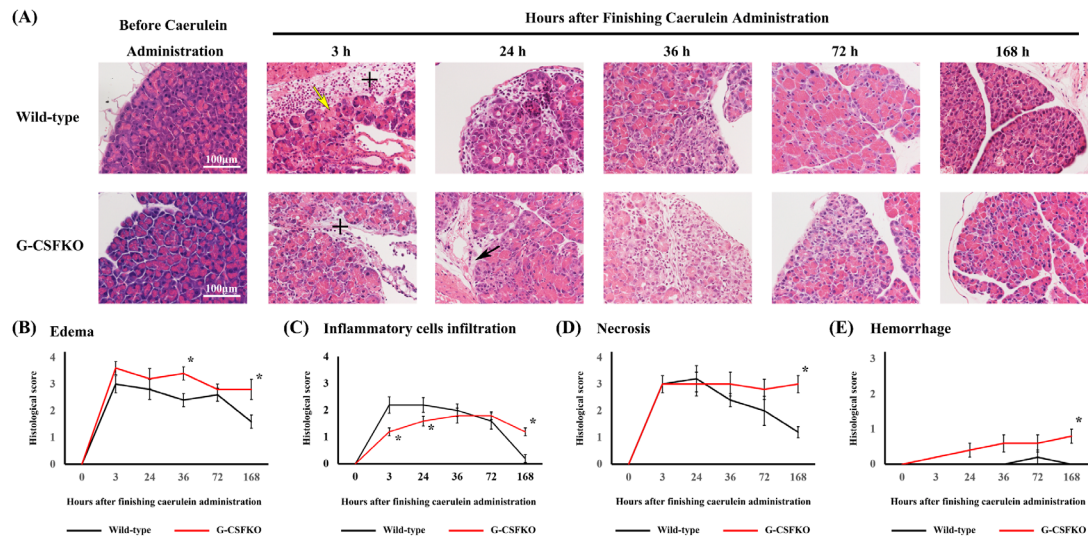 (A)
Before Caerulein
Administration
Hours after Finishing Caerulein Administration
3 h
24 h
36 h
72 h
168 h
Wild-type
100μm
+
G-CSFKO
100μm
+
(B) Edema
Histological score
4
3
2
1
0
*
*
0 3 24 36 72 168
Hours after finishing caerulein administration
Wild-type G-CSFKO
(C) Inflammatory cells infiltration
Histological score
4
3
2
1
0
*
*
*
0 3 24 36 72 168
Hours after finishing caerulein administration
Wild-type G-CSFKO
(D) Necrosis
Histological score
4
3
2
1
0
*
0 3 24 36 72 168
Hours after finishing caerulein administration
Wild-type G-CSFKO
(E) Hemorrhage
Histological score
3
2
1
0
*
0 3 24 36 72 168
Hours after finishing caerulein administration
Wild-type G-CSFKO